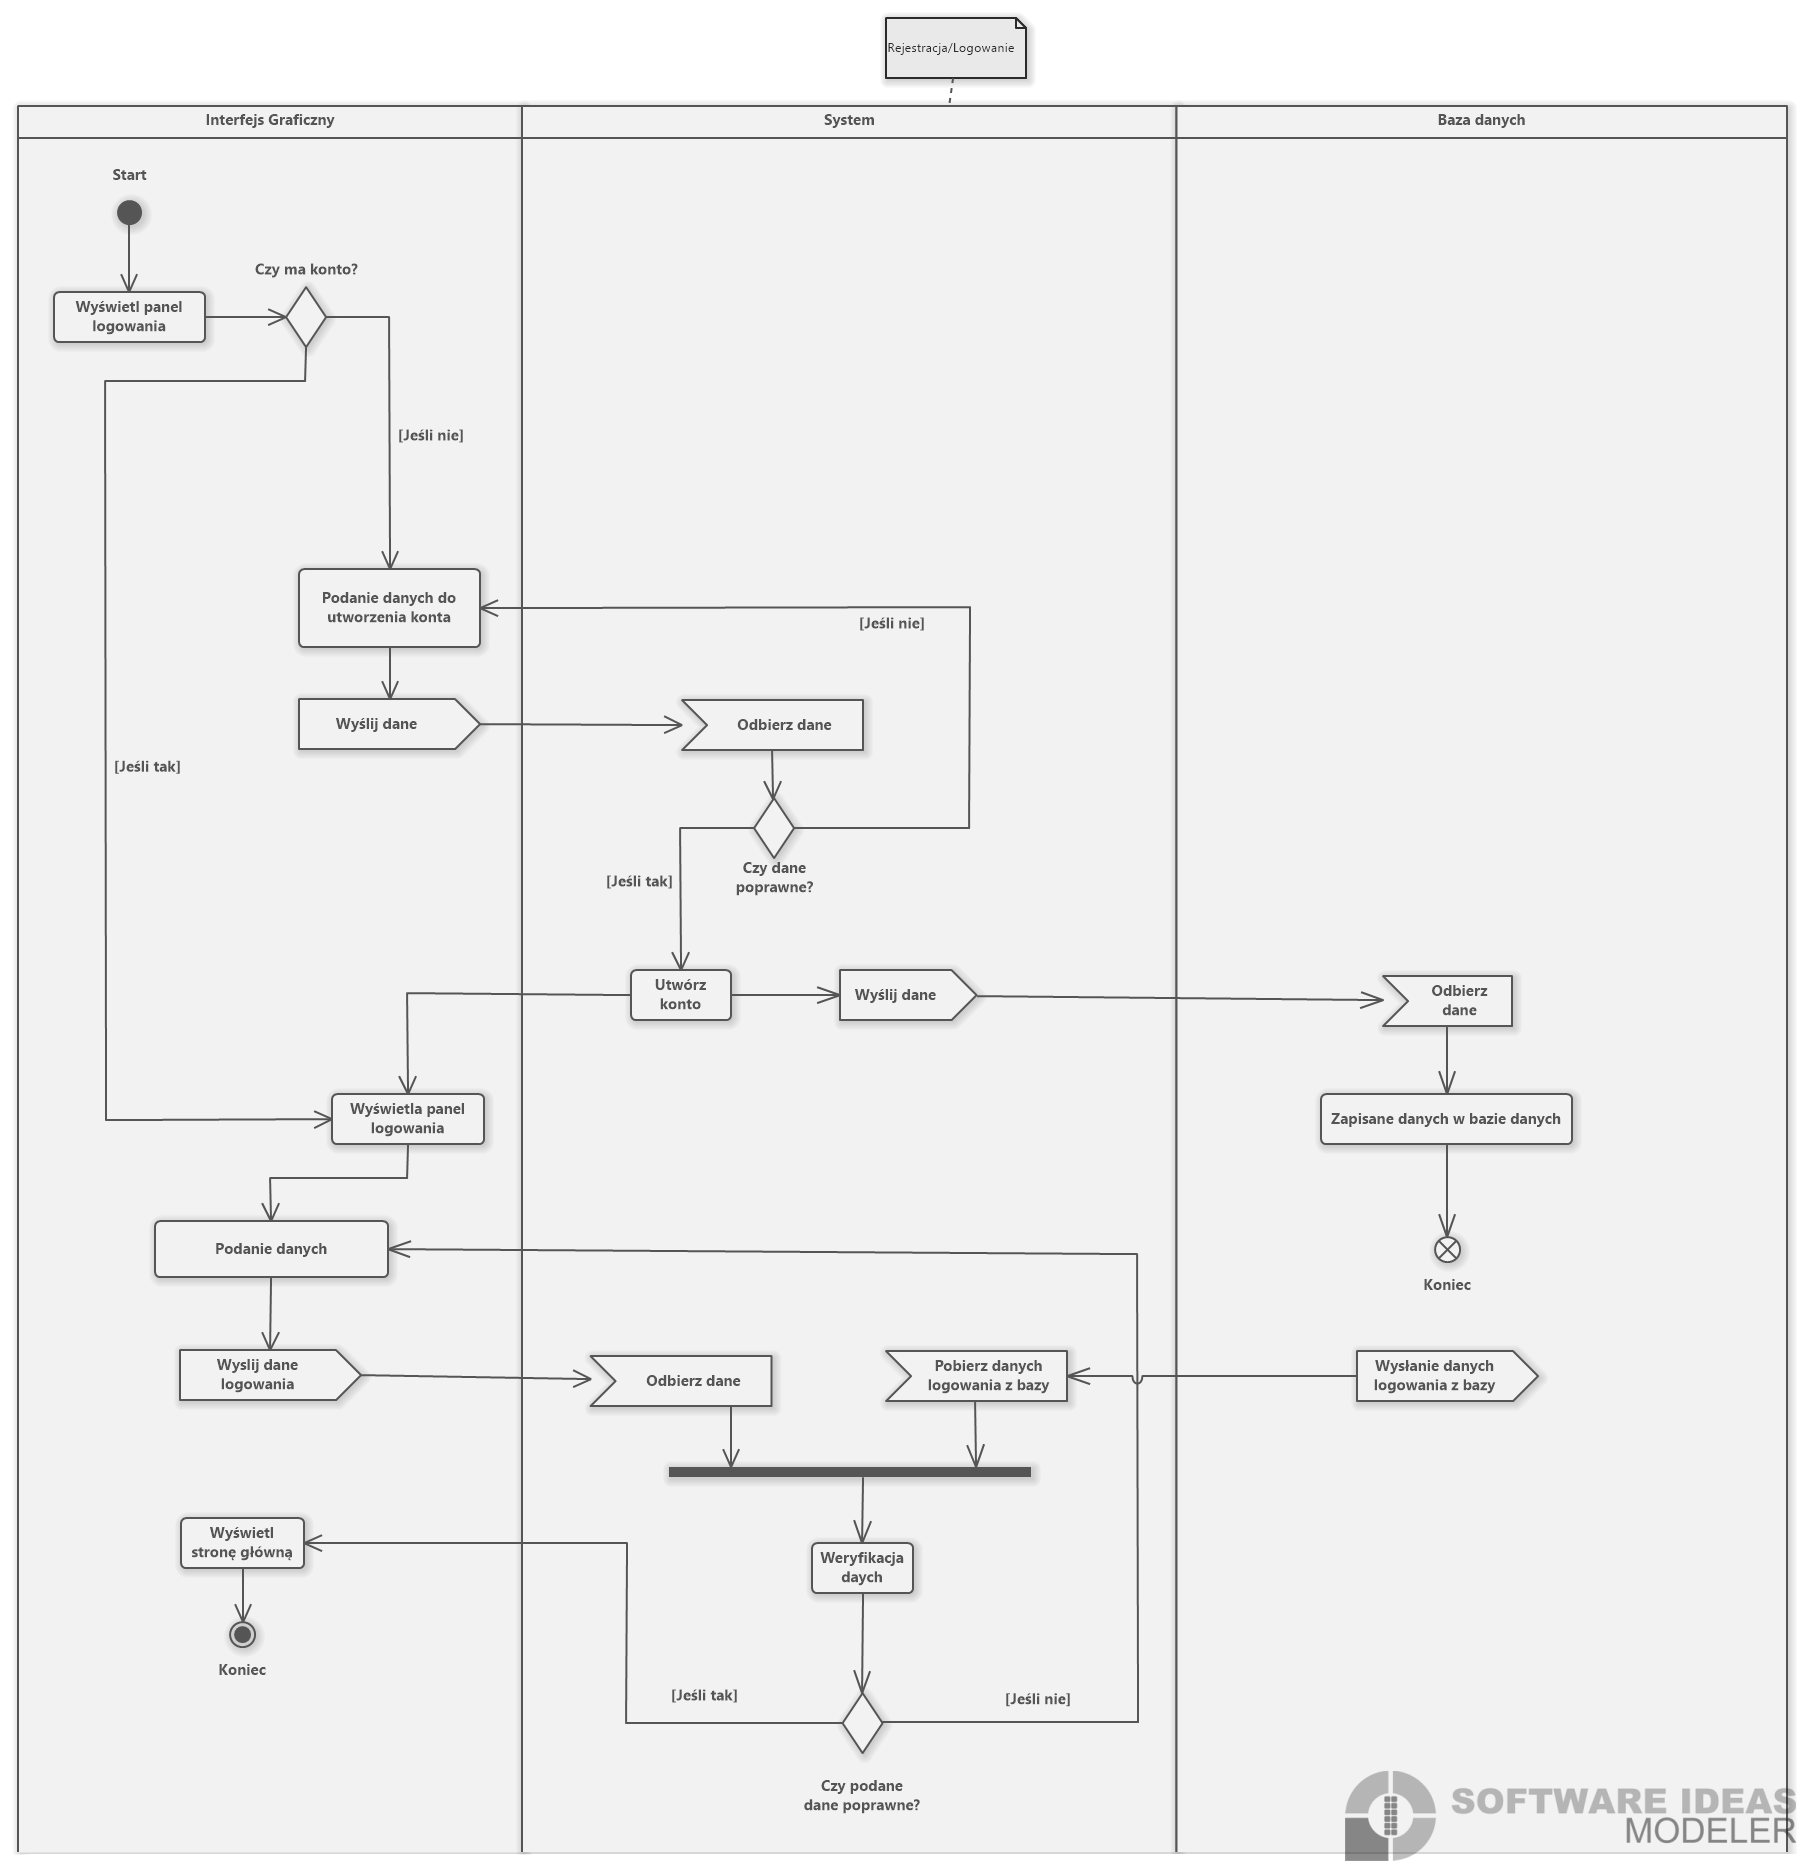 Rejestracja/Logowanie
Interfejs Graficzny
System
Baza danych
Start
Czy ma konto?
Wyświetl panel
logowania
[Jeśli nie]
Podanie danych do
utworzenia konta
[Jeśli nie]
Wyślij dane
Odbierz dane
[Jeśli tak]
Czy dane
poprawne?
[Jeśli tak]
Utwórz
konto
Wyślij dane
Odbierz
dane
Wyświetla panel
logowania
Zapisane danych w bazie danych
Podanie danych
Koniec
Wyslij dane
logowania
Odbierz dane
Pobierz danych
logowania z bazy
Wysłanie danych
logowania z bazy
Wyświetl
stronę główną
Weryfikacja
daych
Koniec
[Jeśli tak]
[Jeśli nie]
Czy podane
dane poprawne?
SOFTWARE IDEAS
MODELER